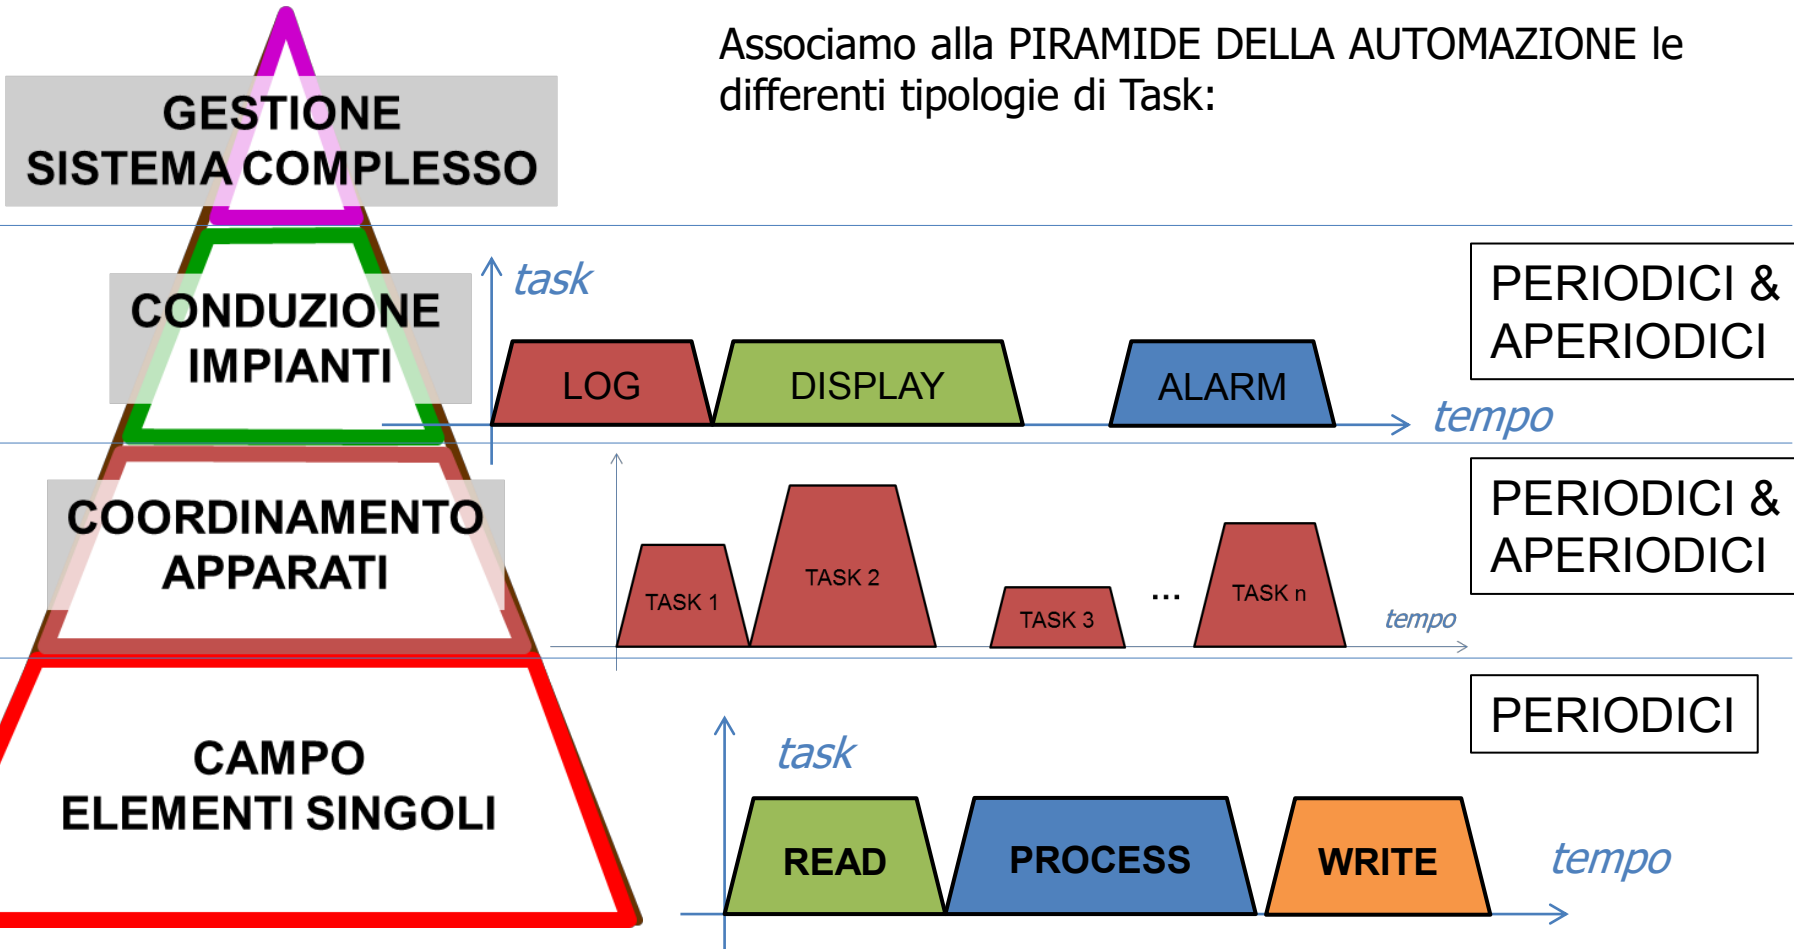 Associamo alla PIRAMIDE DELLA AUTOMAZIONE le
differenti tipologie di Task:
GESTIONE
SISTEMA COMPLESSO
CONDUZIONE
IMPIANTI
task
LOG
DISPLAY
ALARM
tempo
PERIODICI &
APERIODICI
COORDINAMENTO
APPARATI
TASK 1
TASK 2
TASK 3
...
TASK n
tempo
PERIODICI &
APERIODICI
CAMPO
ELEMENTI SINGOLI
task
READ
PROCESS
WRITE
tempo
PERIODICI